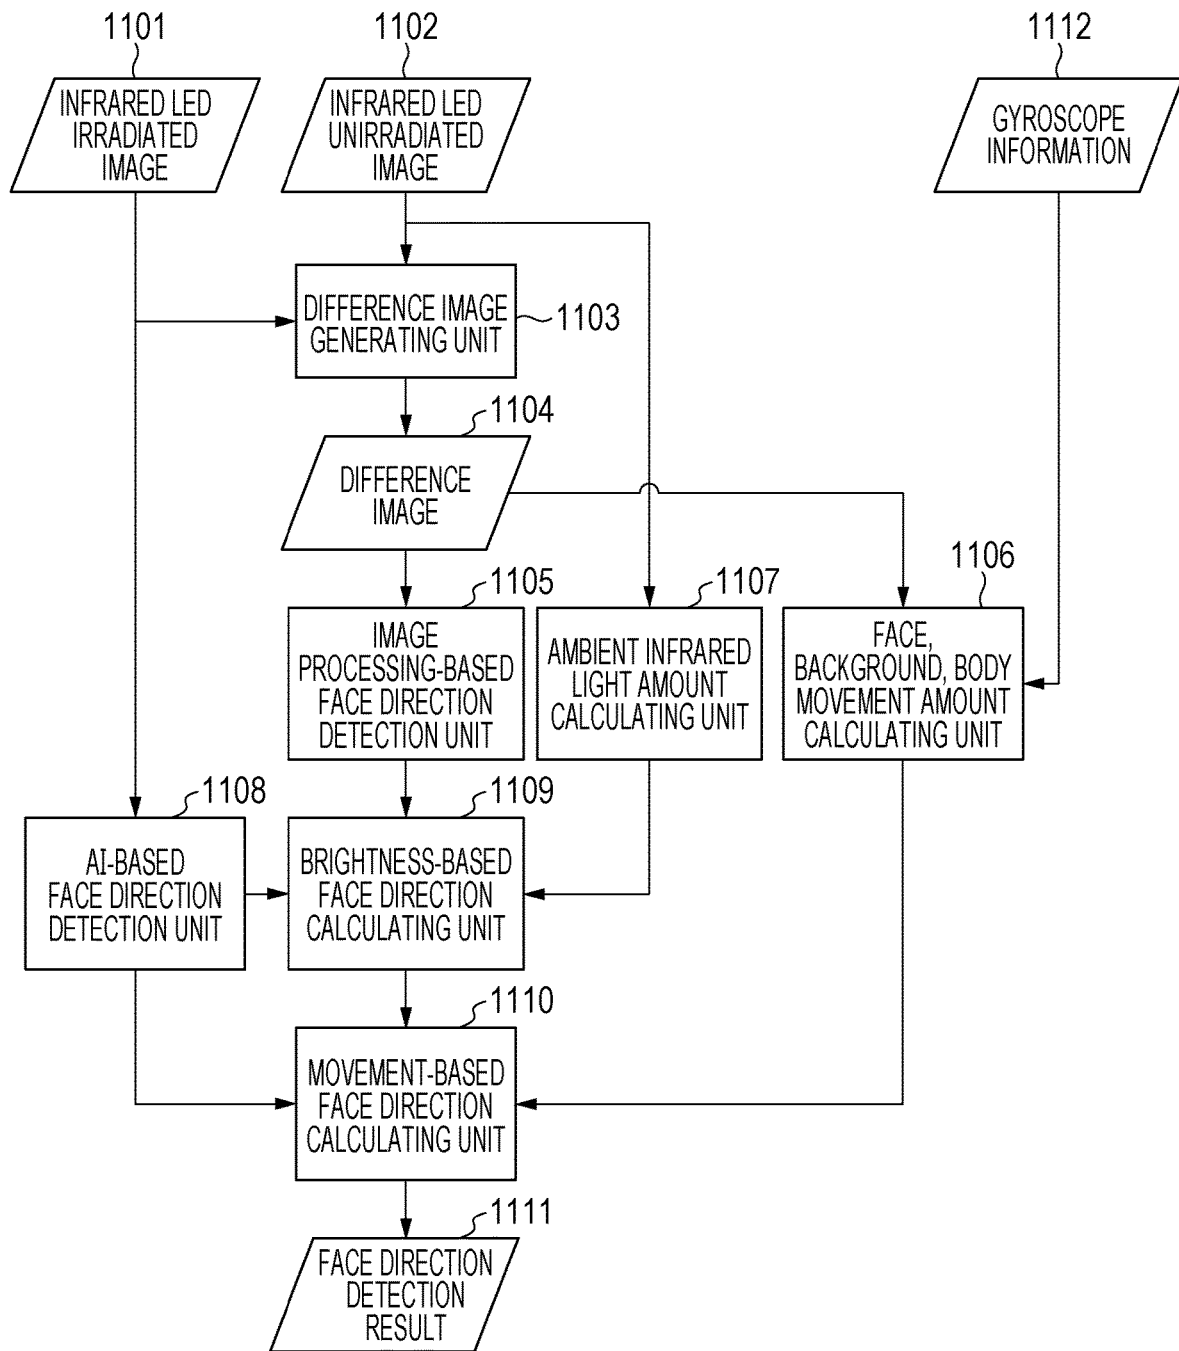 1101
1102
1112
INFRARED LED
IRRADIATED
IMAGE
INFRARED LED
UNIRRADIATED
IMAGE
GYROSCOPE
INFORMATION
DIFFERENCE IMAGE
GENERATING UNIT
1103
1104
DIFFERENCE
IMAGE
1105
1107
1106
IMAGE
PROCESSING-BASED
FACE DIRECTION
DETECTION UNIT
AMBIENT INFRARED
LIGHT AMOUNT
CALCULATING UNIT
FACE,
BACKGROUND, BODY
MOVEMENT AMOUNT
CALCULATING UNIT
1108
1109
AI-BASED
FACE DIRECTION
DETECTION UNIT
BRIGHTNESS-BASED
FACE DIRECTION
CALCULATING UNIT
1110
MOVEMENT-BASED
FACE DIRECTION
CALCULATING UNIT
1111
FACE DIRECTION
DETECTION
RESULT